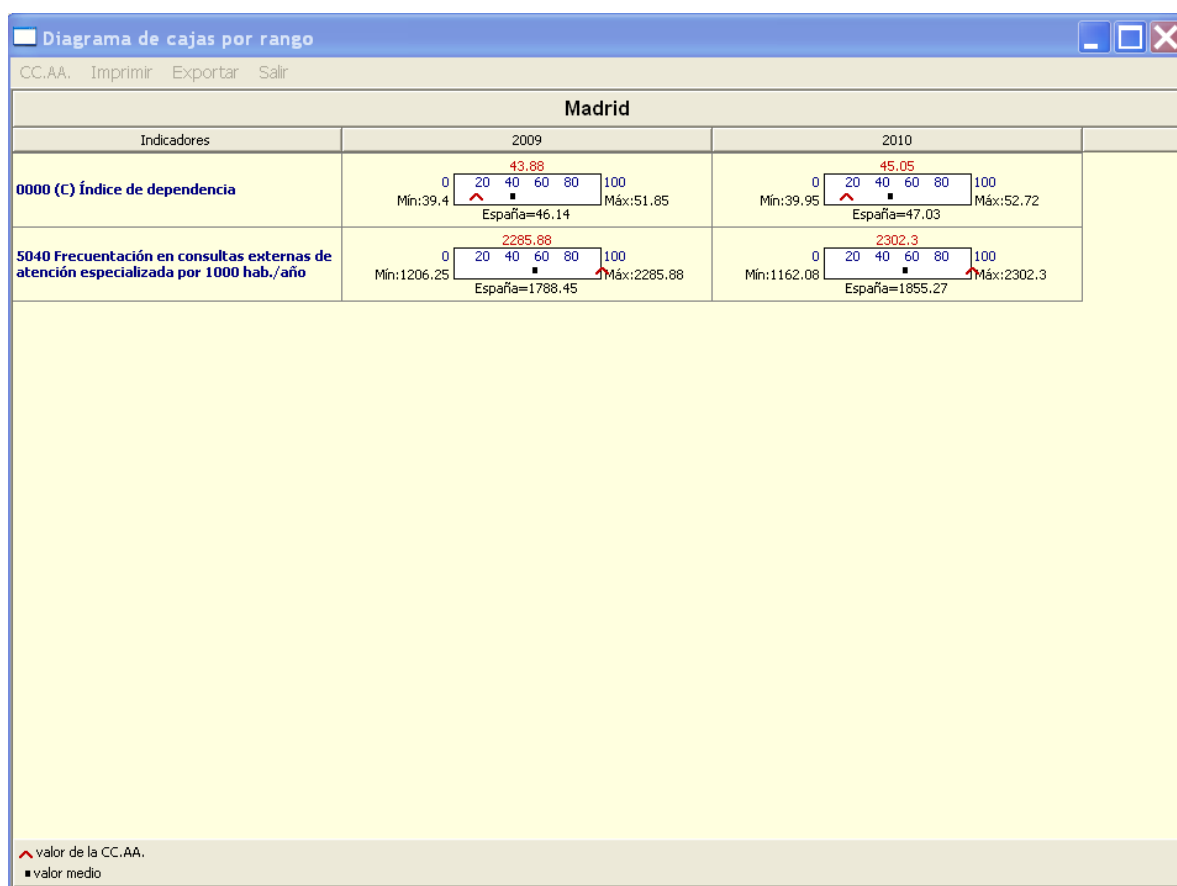 Diagrama de cajas por rango
CC.AA. Imprimir Exportar Salir
Madrid
Indicadores 2009 2010
0000 (C) Índice de dependencia
43.88
0 20 40 60 80 100
Mín:39.4 Máx:51.85
España=46.14
45.05
0 20 40 60 80 100
Mín:39.95 Máx:52.72
España=47.03
5040 Frecuentación en consultas externas de
atención especializada por 1000 hab./año
2285.88
0 20 40 60 80 100
Mín:1206.25 Máx:2285.88
España=1788.45
2302.3
0 20 40 60 80 100
Mín:1162.08 Máx:2302.3
España=1855.27
valor de la CC.AA.
valor medio